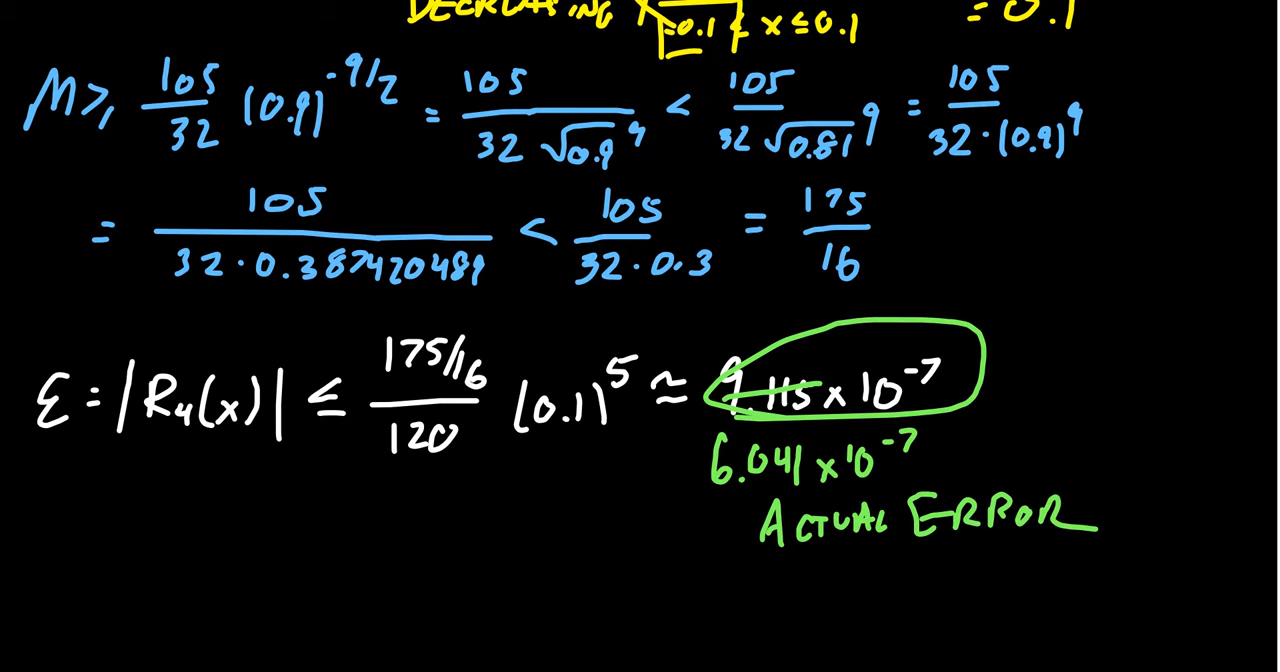 DECREASING -0.1 ≤ x ≤ 0.1 = 0.1
M ≥ 105/32 (0.9)^{-9/2} = 105/(32 √0.9^9) < 105/(32 √0.81^9) = 105/(32 · (0.9)^9)
= 105/(32 · 0.387420489) < 105/(32 · 0.3) = 175/16
ε = |R₄(x)| ≤ (175/16)/120 (0.1)^5 ≃ 9.115 x 10^{-7}
6.041 x 10^{-7}
ACTUAL ERROR